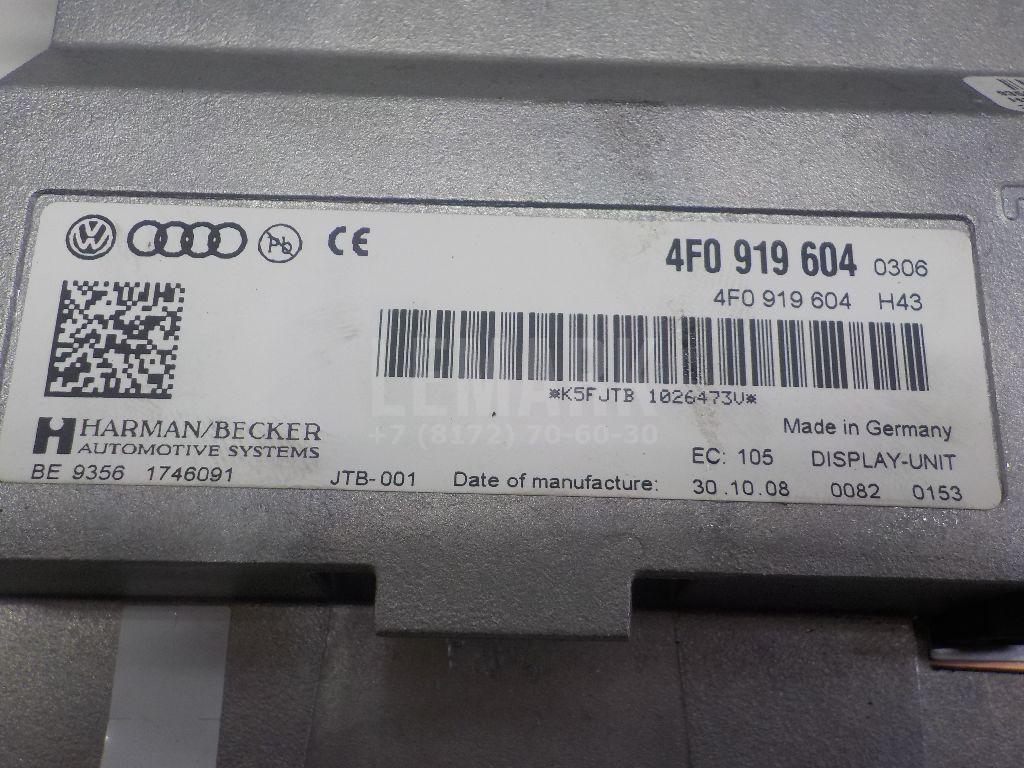 Pb CE
4F0 919 604 0306
4F0 919 604 H43
*K5FJTB 1026473V*
LEMARK
+7 (8172) 70-60-30
HARMAN/BECKER
AUTOMOTIVE SYSTEMS
Made in Germany
EC: 105 DISPLAY-UNIT
BE 9356 1746091 JTB-001 Date of manufacture: 30.10.08 0082 0153